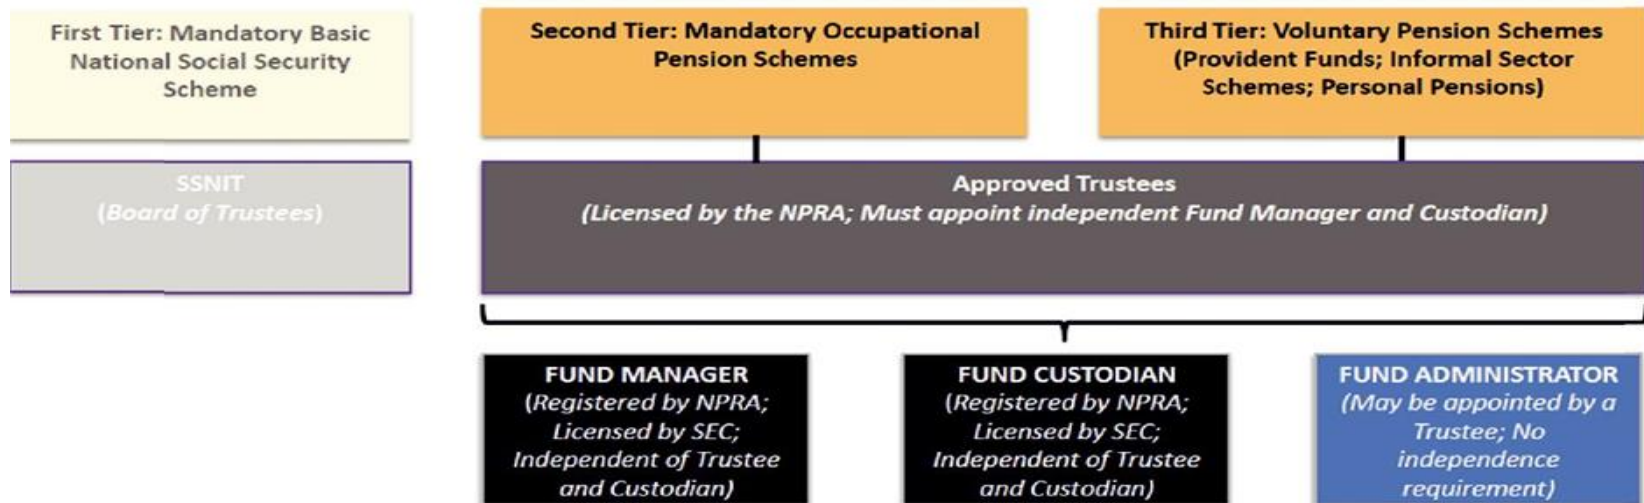 First Tier: Mandatory Basic
National Social Security
Scheme
Second Tier: Mandatory Occupational
Pension Schemes
Third Tier: Voluntary Pension Schemes
(Provident Funds; Informal Sector
Schemes; Personal Pensions)
SSNIT
(Board of Trustees)
Approved Trustees
(Licensed by the NPRA; Must appoint independent Fund Manager and Custodian)
FUND MANAGER
(Registered by NPRA;
Licensed by SEC;
Independent of Trustee
and Custodian)
FUND CUSTODIAN
(Registered by NPRA;
Licensed by SEC;
Independent of Trustee
and Custodian)
FUND ADMINISTRATOR
(May be appointed by a
Trustee; No
independence
requirement)